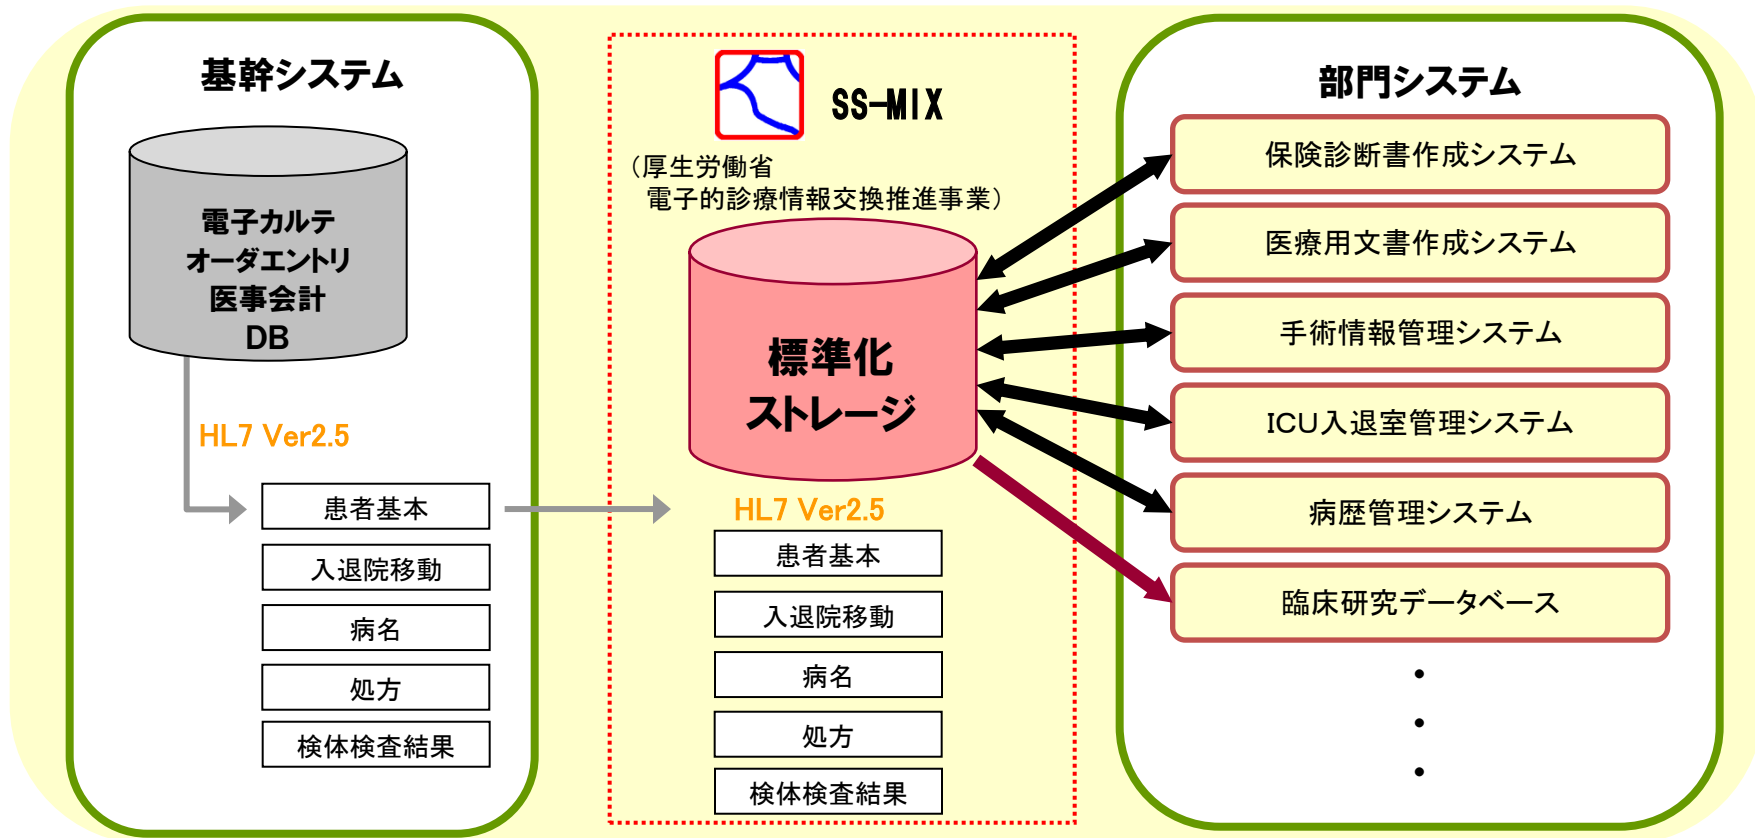 基幹システム
電子カルテ
オーダエントリ
医事会計
DB
HL7 Ver2.5
患者基本
入退院移動
病名
処方
検体検査結果
SS-MIX
（厚生労働省
電子的診療情報交換推進事業）
標準化
ストレージ
HL7 Ver2.5
患者基本
入退院移動
病名
処方
検体検査結果
部門システム
保険診断書作成システム
医療用文書作成システム
手術情報管理システム
ICU入退室管理システム
病歴管理システム
臨床研究データベース
・
・
・